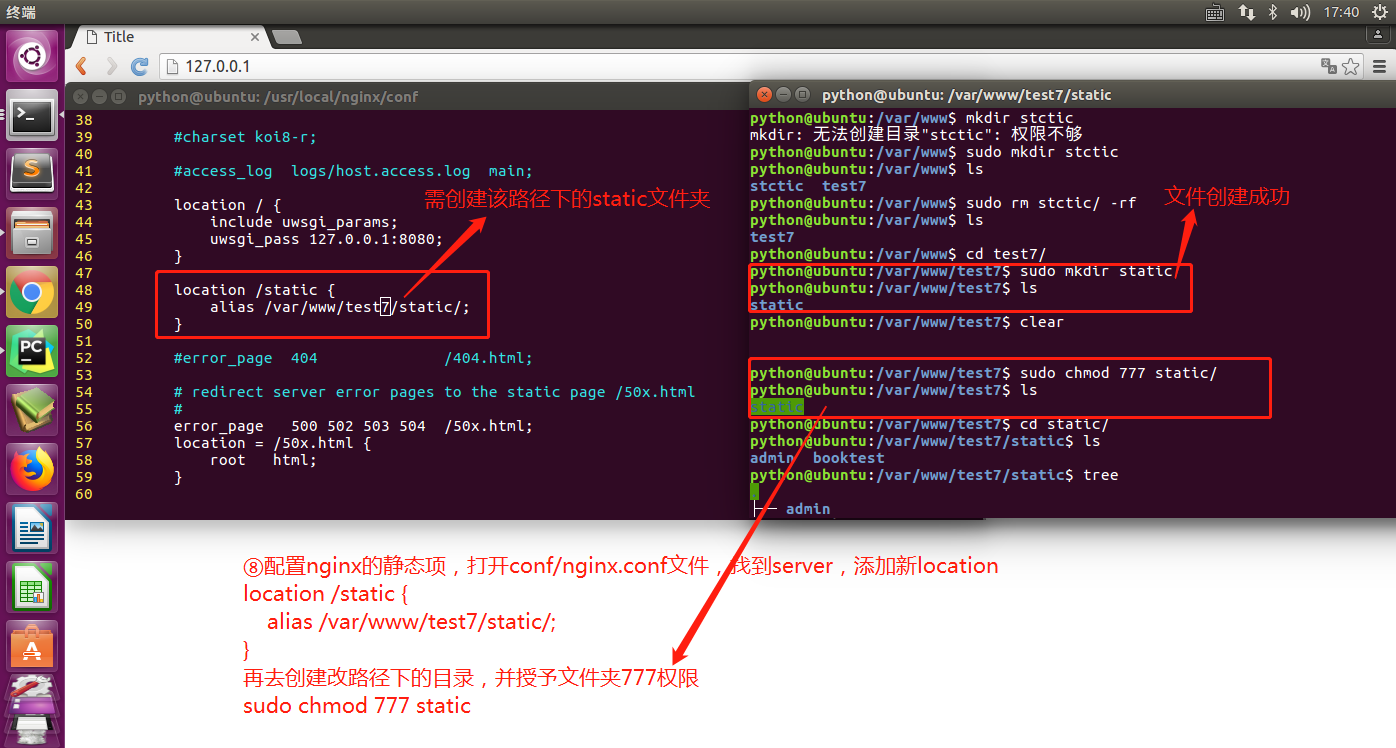 终端
17:40
Title
127.0.0.1
python@ubuntu: /usr/local/nginx/conf
38
39 #charset koi8-r;
40
41 #access_log logs/host.access.log main;
42
43 location / {
44 include uwsgi_params;
45 uwsgi_pass 127.0.0.1:8080;
46 }
47
48 location /static {
49 alias /var/www/test7/static/;
50 }
51
52 #error_page 404 /404.html;
53
54 # redirect server error pages to the static page /50x.html
55 #
56 error_page 500 502 503 504 /50x.html;
57 location = /50x.html {
58 root html;
59 }
60
需创建该路径下的static文件夹
python@ubuntu: /var/www/test7/static
python@ubuntu:/var/www$ mkdir stctic
mkdir: 无法创建目录"stctic": 权限不够
python@ubuntu:/var/www$ sudo mkdir stctic
python@ubuntu:/var/www$ ls
stctic test7
python@ubuntu:/var/www$ sudo rm stctic/ -rf
python@ubuntu:/var/www$ ls
test7
python@ubuntu:/var/www$ cd test7/
python@ubuntu:/var/www/test7$ sudo mkdir static
python@ubuntu:/var/www/test7$ ls
static
python@ubuntu:/var/www/test7$ clear
文件创建成功
python@ubuntu:/var/www/test7$ sudo chmod 777 static/
python@ubuntu:/var/www/test7$ ls
static
python@ubuntu:/var/www/test7$ cd static/
python@ubuntu:/var/www/test7/static$ ls
admin booktest
python@ubuntu:/var/www/test7/static$ tree
.
├── admin
⑧配置nginx的静态项，打开conf/nginx.conf文件，找到server，添加新location
location /static {
alias /var/www/test7/static/;
}
再去创建改路径下的目录，并授予文件夹777权限
sudo chmod 777 static